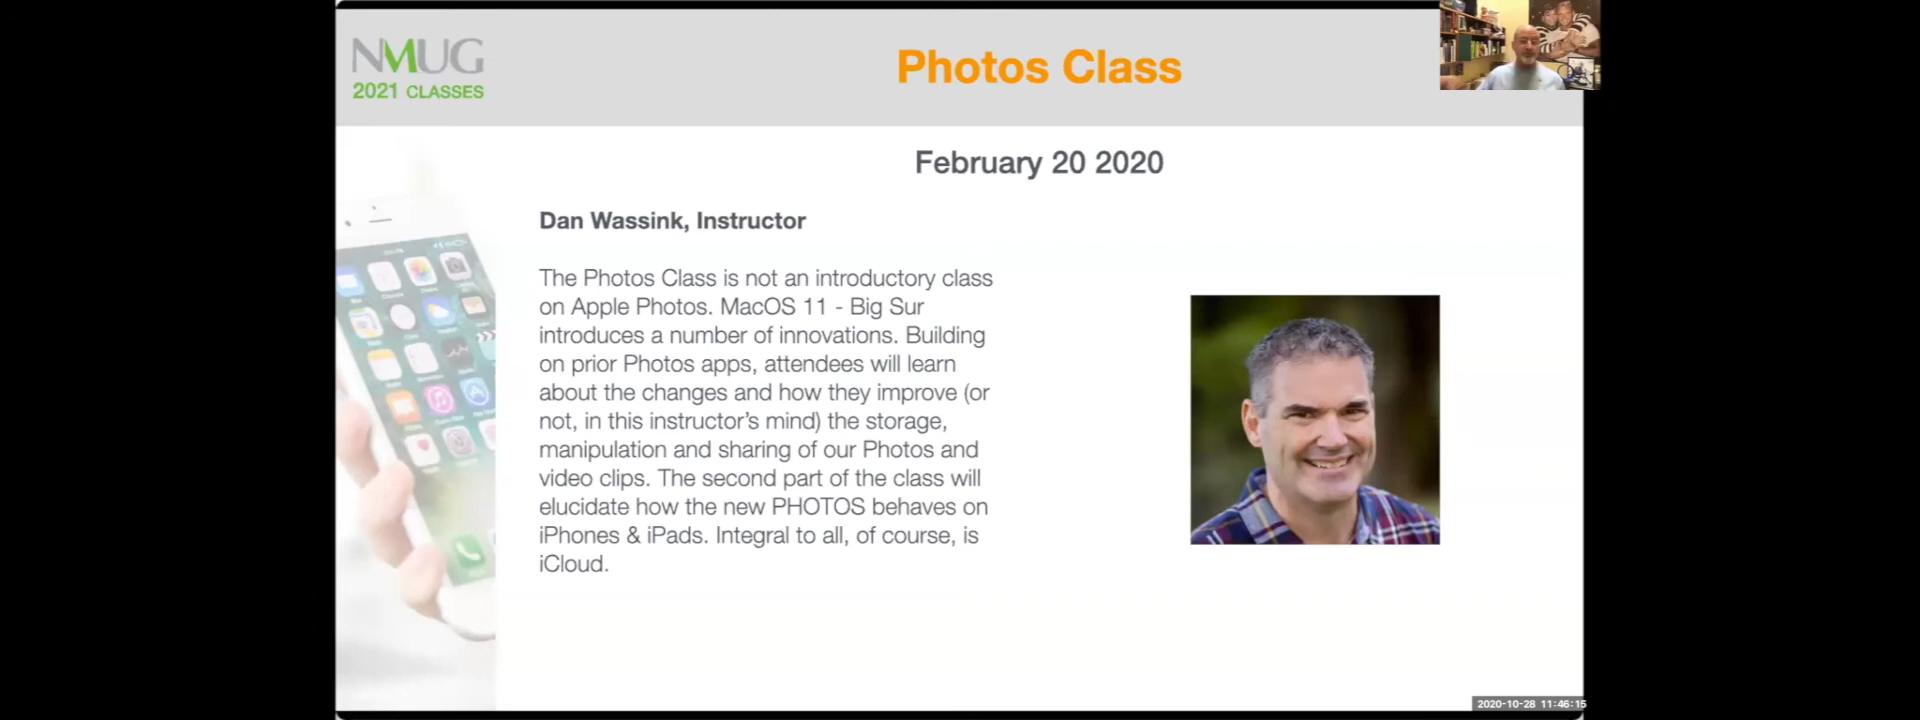 NMUG
2021 CLASSES
Photos Class
February 20 2020
Dan Wassink, Instructor
The Photos Class is not an introductory class
on Apple Photos. MacOS 11 - Big Sur
introduces a number of innovations. Building
on prior Photos apps, attendees will learn
about the changes and how they improve (or
not, in this instructor's mind) the storage,
manipulation and sharing of our Photos and
video clips. The second part of the class will
elucidate how the new PHOTOS behaves on
iPhones & iPads. Integral to all, of course, is
iCloud.
2020-10-28 11:46:15